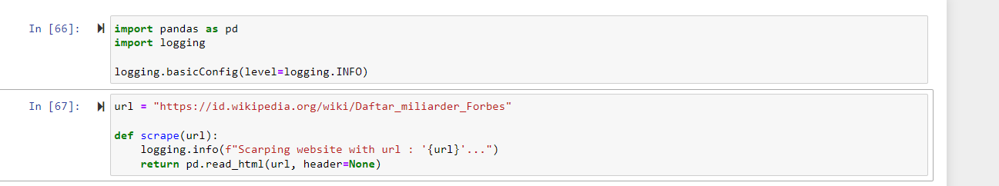 In [66]:
import pandas as pd
import logging
logging.basicConfig(level=logging.INFO)
In [67]:
url = "https://id.wikipedia.org/wiki/Daftar_miliarder_Forbes"
def scrape(url):
    logging.info(f"Scarping website with url : '{url}'...")
    return pd.read_html(url, header=None)